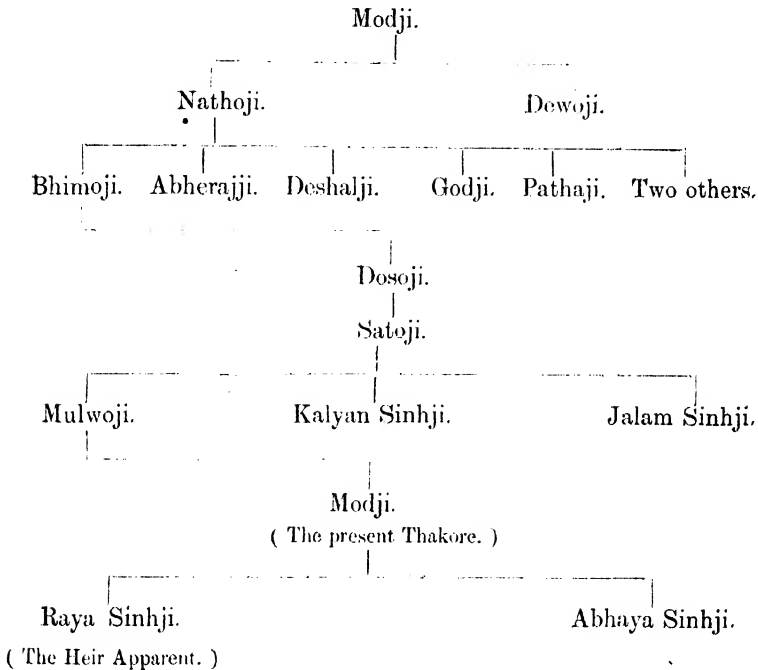 Modji.
Nathoji. Dewoji.
Bhimoji. Abherajji. Deshalji. Godji. Pathaji. Two others.
Dosoji.
Satoji.
Mulwoji. Kalyan Sinhji. Jalam Sinhji.
Modji.
( The present Thakore. )
Raya Sinhji. Abhaya Sinhji.
( The Heir Apparent. )